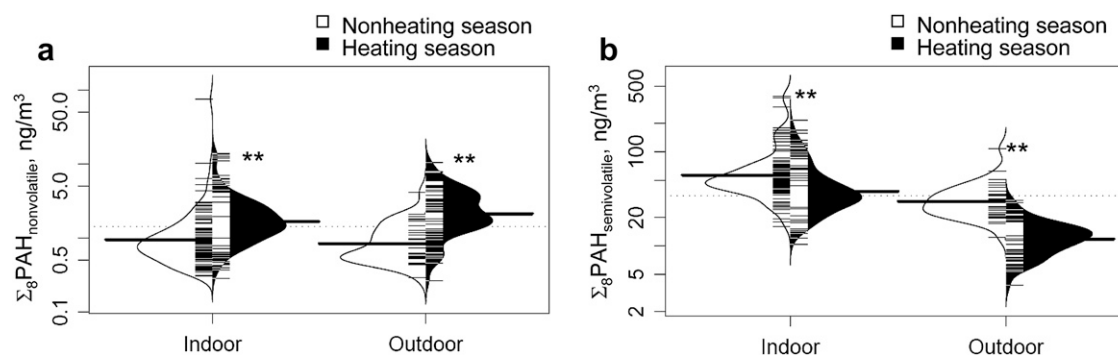 Nonheating season
Heating season
a
Σ8PAHnonvolatile, ng/m3
50.0
5.0
0.5
0.1
**
**
Indoor
Outdoor
Nonheating season
Heating season
b
Σ8PAHsemivolatile, ng/m3
500
100
20
5
2
**
**
Indoor
Outdoor